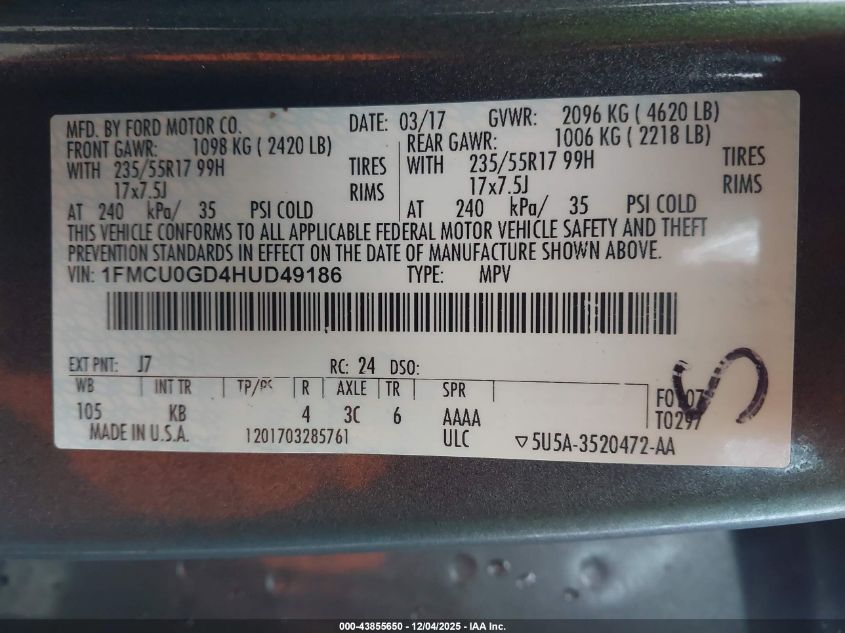 MFD. BY FORD MOTOR CO. DATE: 03/17 GVWR: 2096 KG ( 4620 LB)
FRONT GAWR: 1098 KG ( 2420 LB) REAR GAWR: 1006 KG ( 2218 LB)
WITH 235/55R17 99H TIRES WITH 235/55R17 99H TIRES
17x7.5J RIMS 17x7.5J RIMS
AT 240 kPa/ 35 PSI COLD AT 240 kPa/ 35 PSI COLD
THIS VEHICLE CONFORMS TO ALL APPLICABLE FEDERAL MOTOR VEHICLE SAFETY AND THEFT
PREVENTION STANDARDS IN EFFECT ON THE DATE OF MANUFACTURE SHOWN ABOVE.
VIN: 1FMCU0GD4HUD49186 TYPE: MPV
EXT PNT: J7 RC: 24 DSO:
WB INT TR TP/PS R AXLE TR SPR
105 KB 4 3C 6 AAAA
ULC
MADE IN U.S.A. 1201703285761 ▽5U5A-3520472-AA
T0297
000-43855650 - 12/04/2025 - IAA Inc.